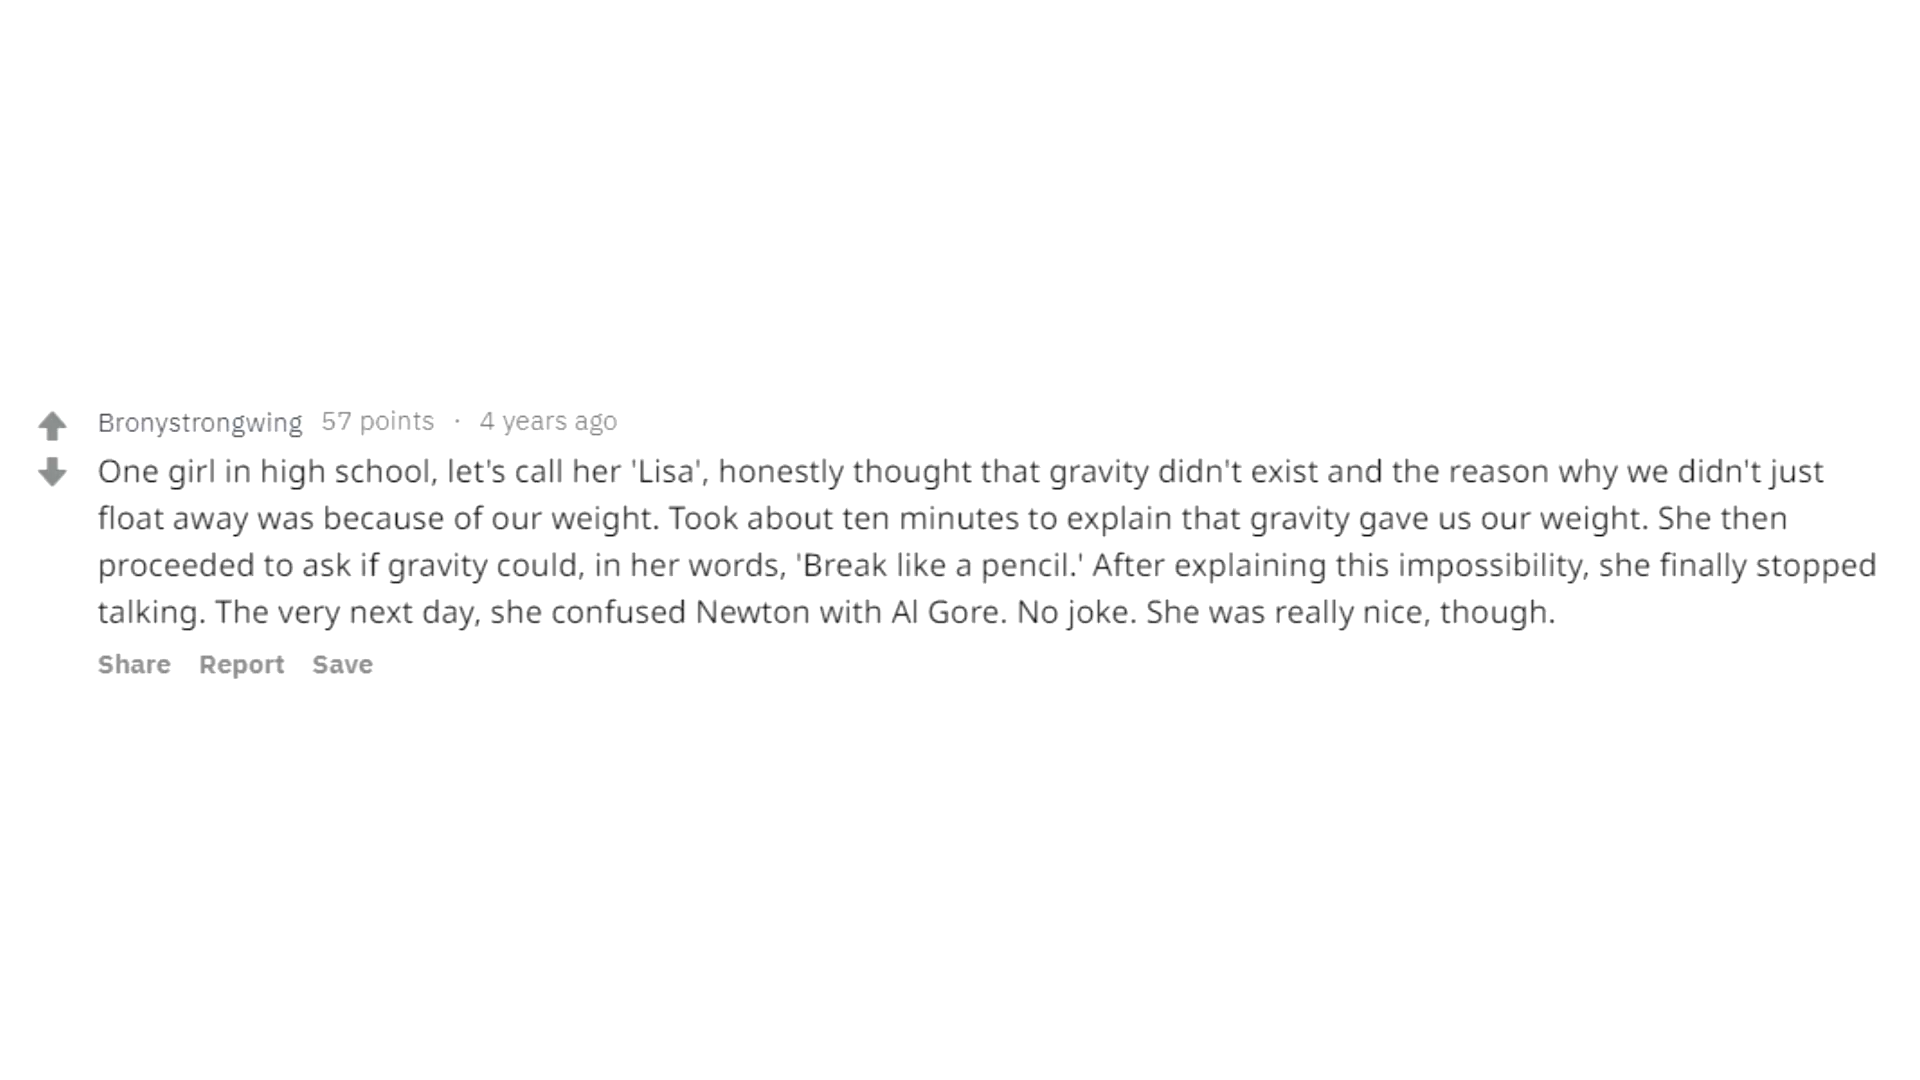 Bronystrongwing 57 points · 4 years ago
One girl in high school, let's call her 'Lisa', honestly thought that gravity didn't exist and the reason why we didn't just
float away was because of our weight. Took about ten minutes to explain that gravity gave us our weight. She then
proceeded to ask if gravity could, in her words, 'Break like a pencil.' After explaining this impossibility, she finally stopped
talking. The very next day, she confused Newton with Al Gore. No joke. She was really nice, though.
Share Report Save